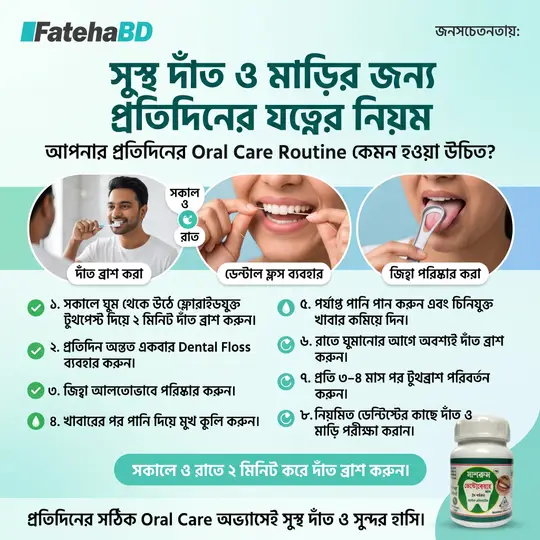 FatehaBD
জনসচেতনতায়:
সুস্থ দাঁত ও মাড়ির জন্য
প্রতিদিনের যত্নের নিয়ম
আপনার প্রতিদিনের Oral Care Routine কেমন হওয়া উচিত?
সকাল
ও
রাত
দাঁত ব্রাশ করা
ডেন্টাল ফ্লস ব্যবহার
জিহ্বা পরিষ্কার করা
১. সকালে ঘুম থেকে উঠে ফ্লোরাইডযুক্ত
টুথপেস্ট দিয়ে ২ মিনিট দাঁত ব্রাশ করুন।
২. প্রতিদিন অন্তত একবার Dental Floss
ব্যবহার করুন।
৩. জিহ্বা আলতোভাবে পরিষ্কার করুন।
৪. খাবারের পর পানি দিয়ে মুখ কুলি করুন।
৫. পর্যাপ্ত পানি পান করুন এবং চিনিযুক্ত
খাবার কমিয়ে দিন।
৬. রাতে ঘুমানোর আগে অবশ্যই দাঁত ব্রাশ
করুন।
৭. প্রতি ৩–৪ মাস পর টুথব্রাশ পরিবর্তন
করুন।
৮. নিয়মিত ডেন্টিস্টের কাছে দাঁত ও
মাড়ি পরীক্ষা করান।
সকালে ও রাতে ২ মিনিট করে দাঁত ব্রাশ করুন।
মাশরুম
প্রতিদিনের সঠিক Oral Care অভ্যাসেই সুস্থ দাঁত ও সুন্দর হাসি।